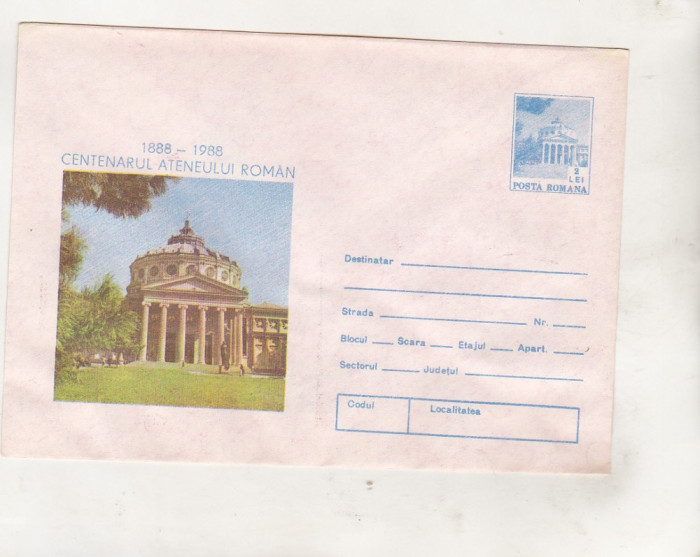 1888 – 1988
CENTENARUL ATENEULUI ROMÂN
2
LEI
POSTA ROMANA
Destinatar
Strada Nr.
Blocul Scara Etajul Apart.
Sectorul Județul
Codul Localitatea